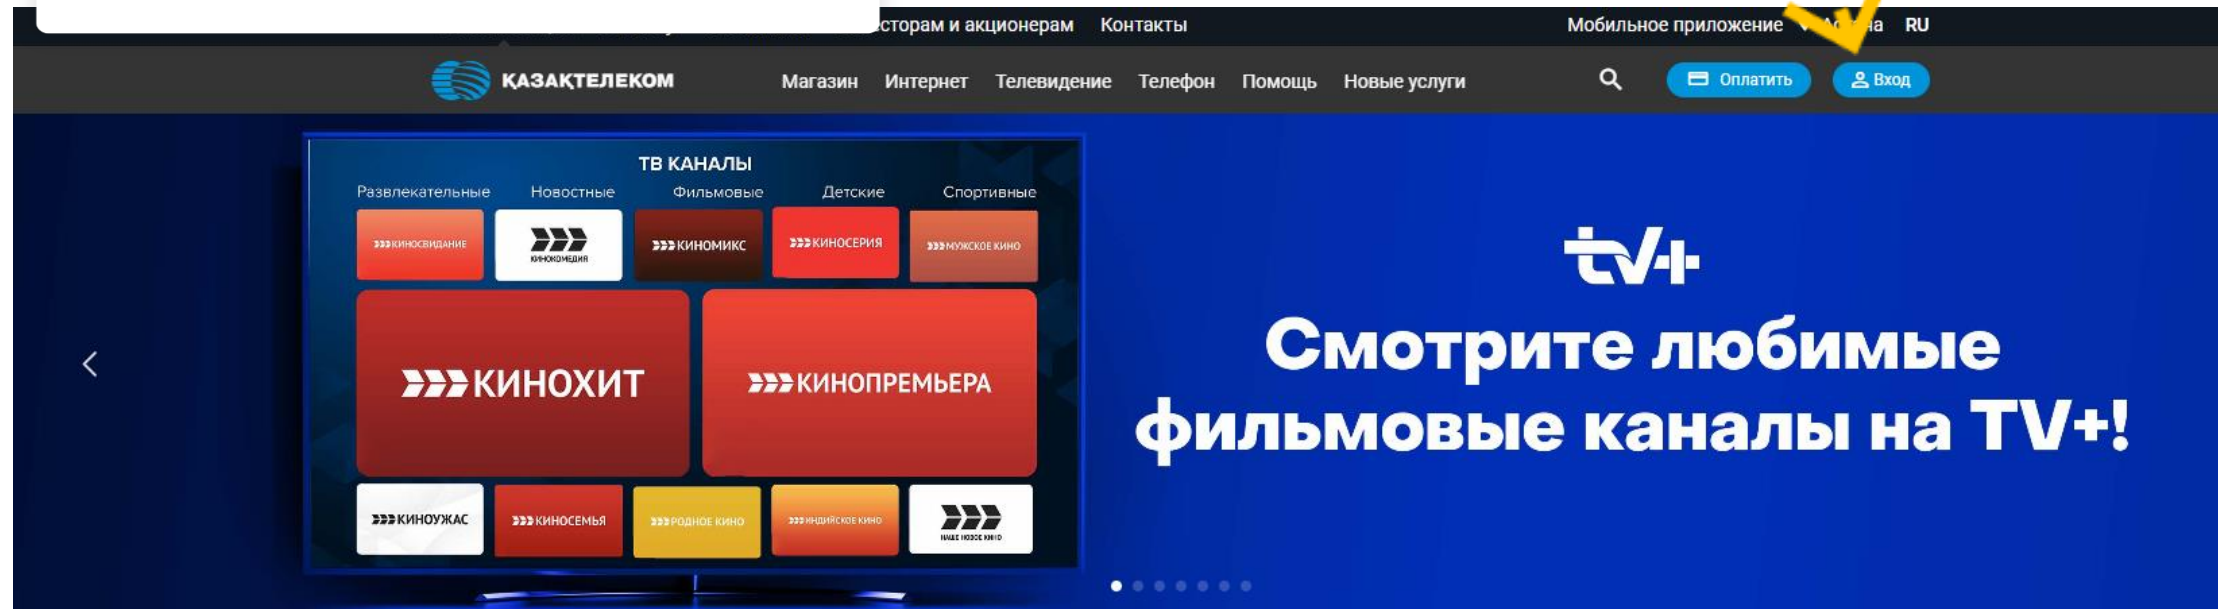 Контакты
Мобильное приложение
RU
ҚАЗАҚТЕЛЕКОМ
Магазин Интернет Телевидение Телефон Помощь Новые услуги
Оплатить
Вход
ТВ КАНАЛЫ
Развлекательные Новостные Фильмовые Детские Спортивные
КИНОСВИДАНИЕ
КИНОКОМЕДИЯ
КИНОМИКС
КИНОСЕРИЯ
МУЖСКОЕ КИНО
КИНОХИТ
КИНОПРЕМЬЕРА
КИНОУЖАС
КИНОСЕМЬЯ
РОДНОЕ КИНО
ИНДИЙСКОЕ КИНО
НАШЕ НОВОЕ КИНО
tv+
Смотрите любимые
фильмовые каналы на TV+!